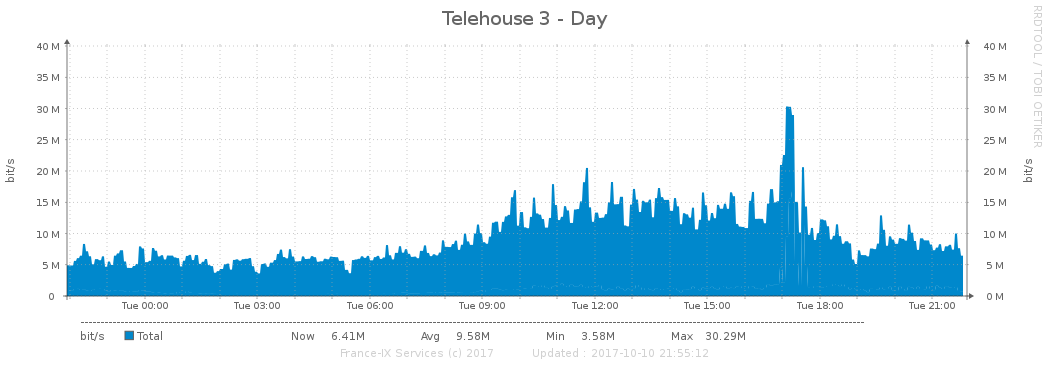 Telehouse 3 - Day
RRDTOOL / TOBI OETIKER
40 M 40 M
35 M 35 M
30 M 30 M
25 M 25 M
20 M 20 M
15 M 15 M
10 M 10 M
5 M 5 M
0 0 M
bit/s bit/s
Tue 00:00 Tue 03:00 Tue 06:00 Tue 09:00 Tue 12:00 Tue 15:00 Tue 18:00 Tue 21:00
bit/s Total Now 6.41M Avg 9.58M Min 3.58M Max 30.29M
France-IX Services (c) 2017 Updated : 2017-10-10 21:55:12